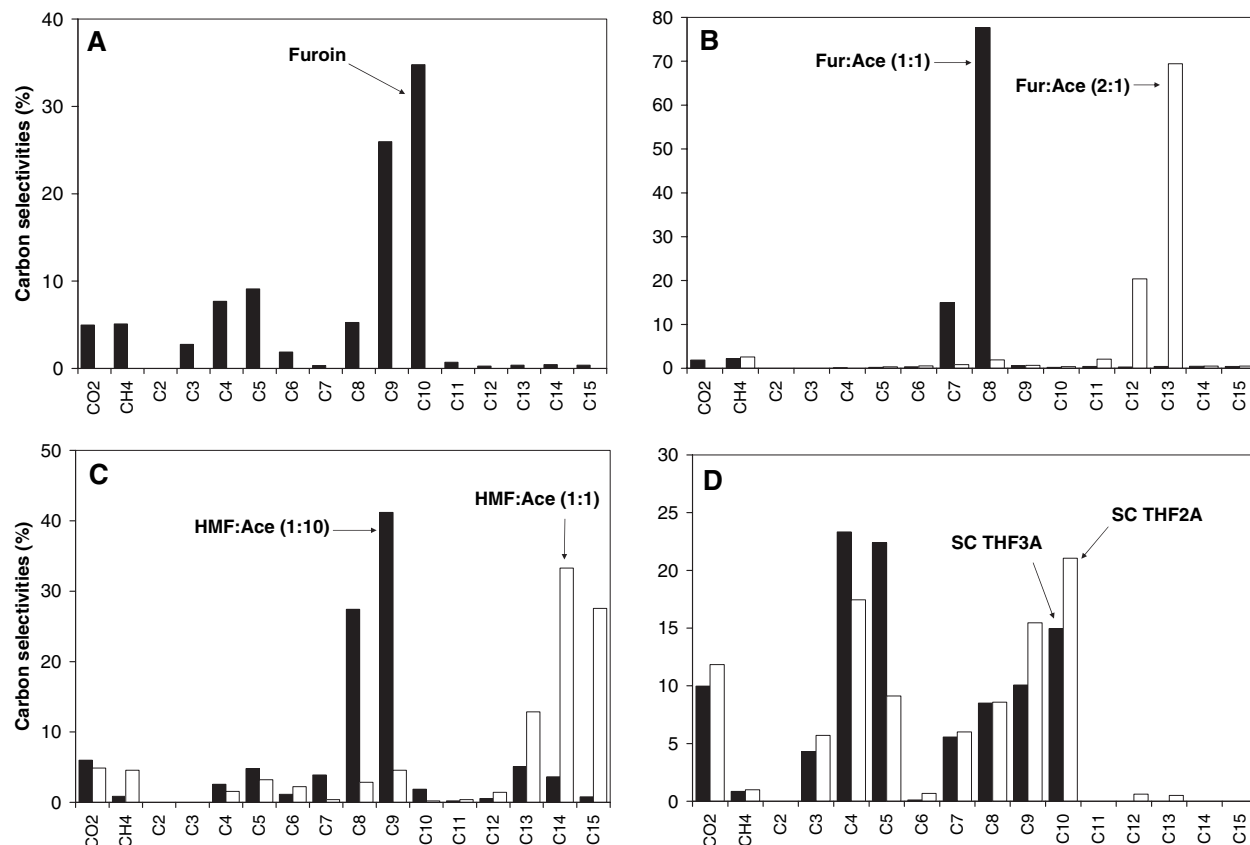 A
Furoin
Carbon selectivities (%)
40
30
20
10
0
CO2 CH4 C2 C3 C4 C5 C6 C7 C8 C9 C10 C11 C12 C13 C14 C15
B
Fur:Ace (1:1)
Fur:Ace (2:1)
80
70
60
50
40
30
20
10
0
CO2 CH4 C2 C3 C4 C5 C6 C7 C8 C9 C10 C11 C12 C13 C14 C15
C
HMF:Ace (1:1)
HMF:Ace (1:10)
Carbon selectivities (%)
50
40
30
20
10
0
CO2 CH4 C2 C3 C4 C5 C6 C7 C8 C9 C10 C11 C12 C13 C14 C15
D
SC THF2A
SC THF3A
30
25
20
15
10
5
0
CO2 CH4 C2 C3 C4 C5 C6 C7 C8 C9 C10 C11 C12 C13 C14 C15